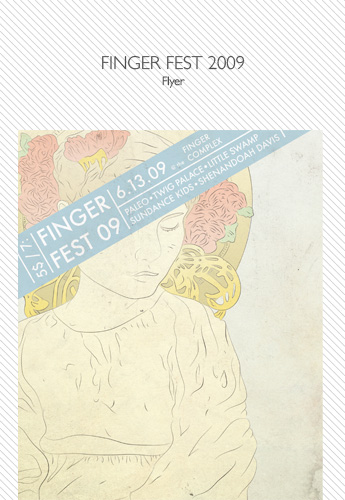 FINGER FEST 2009
Flyer
5$ / 7:
FINGER
FEST 09
6.13.09
@ the
FINGER
COMPLEX
PALEO • TWIG PALACE • LITTLE SWAMP
SUNDANCE KIDS • SHENANDOAH DAVIS